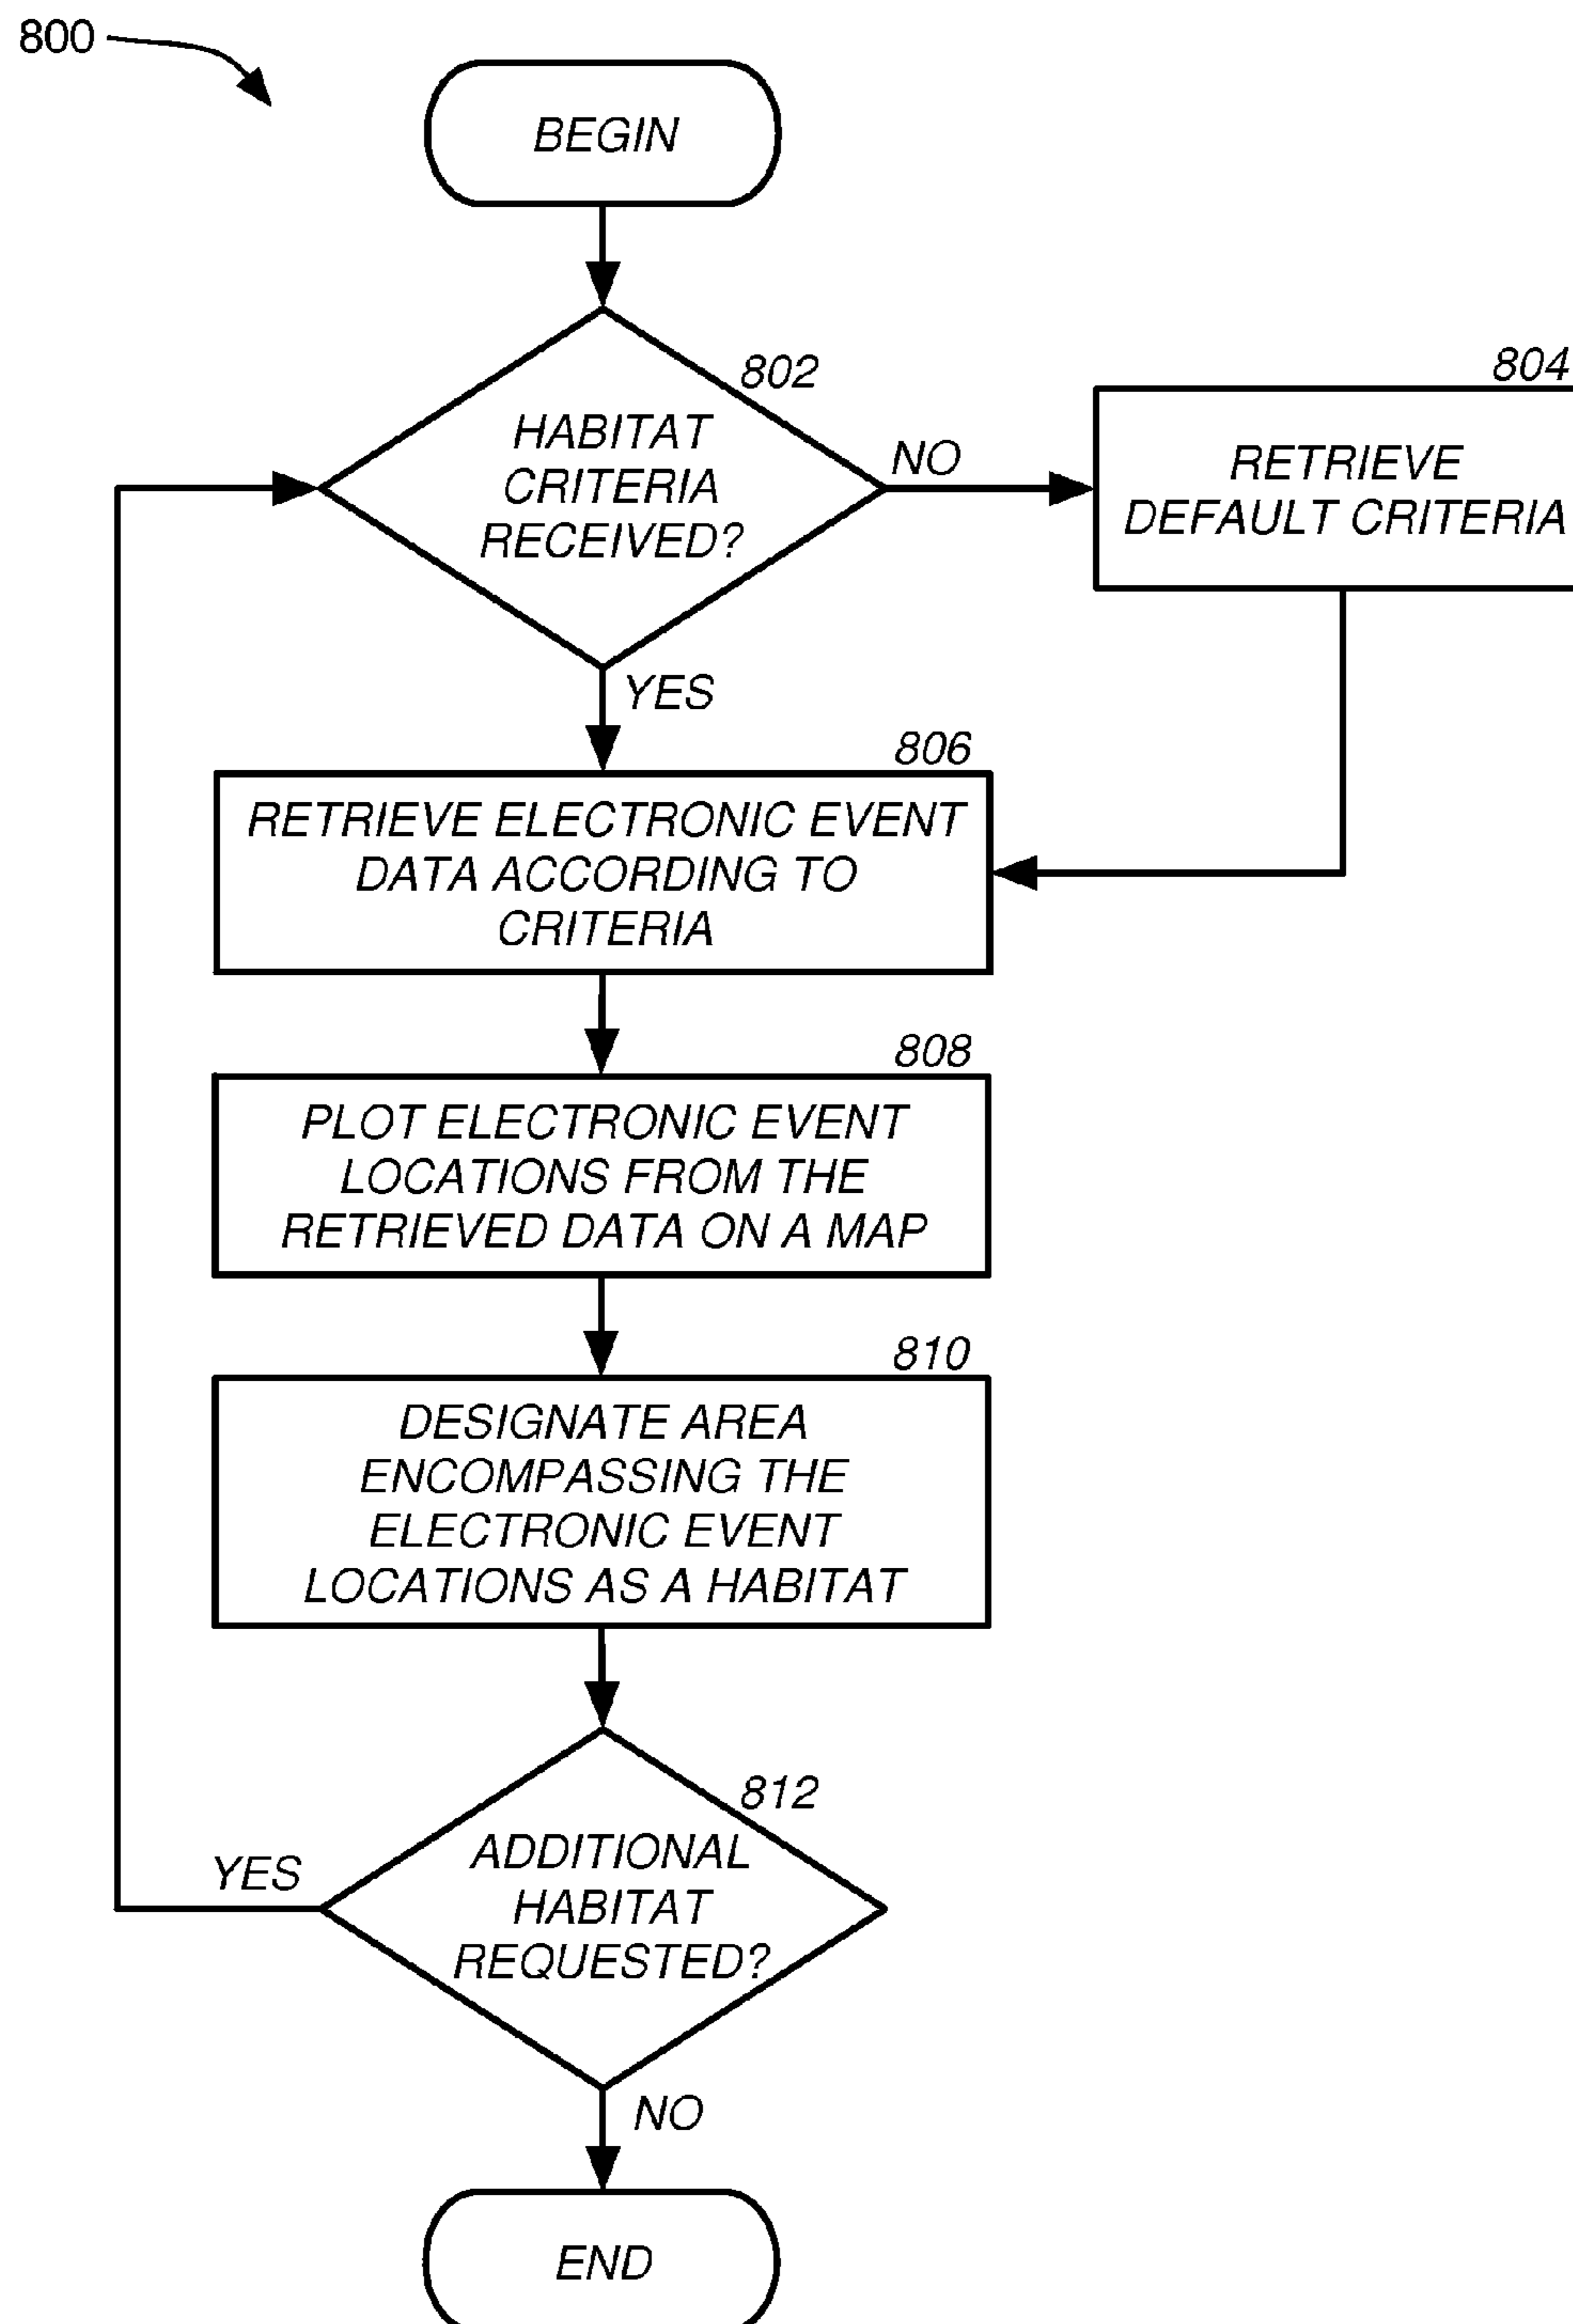 800
BEGIN
802
HABITAT
CRITERIA
RECEIVED?
NO
804
RETRIEVE
DEFAULT CRITERIA
YES
806
RETRIEVE ELECTRONIC EVENT
DATA ACCORDING TO
CRITERIA
808
PLOT ELECTRONIC EVENT
LOCATIONS FROM THE
RETRIEVED DATA ON A MAP
810
DESIGNATE AREA
ENCOMPASSING THE
ELECTRONIC EVENT
LOCATIONS AS A HABITAT
812
ADDITIONAL
HABITAT
REQUESTED?
YES
NO
END